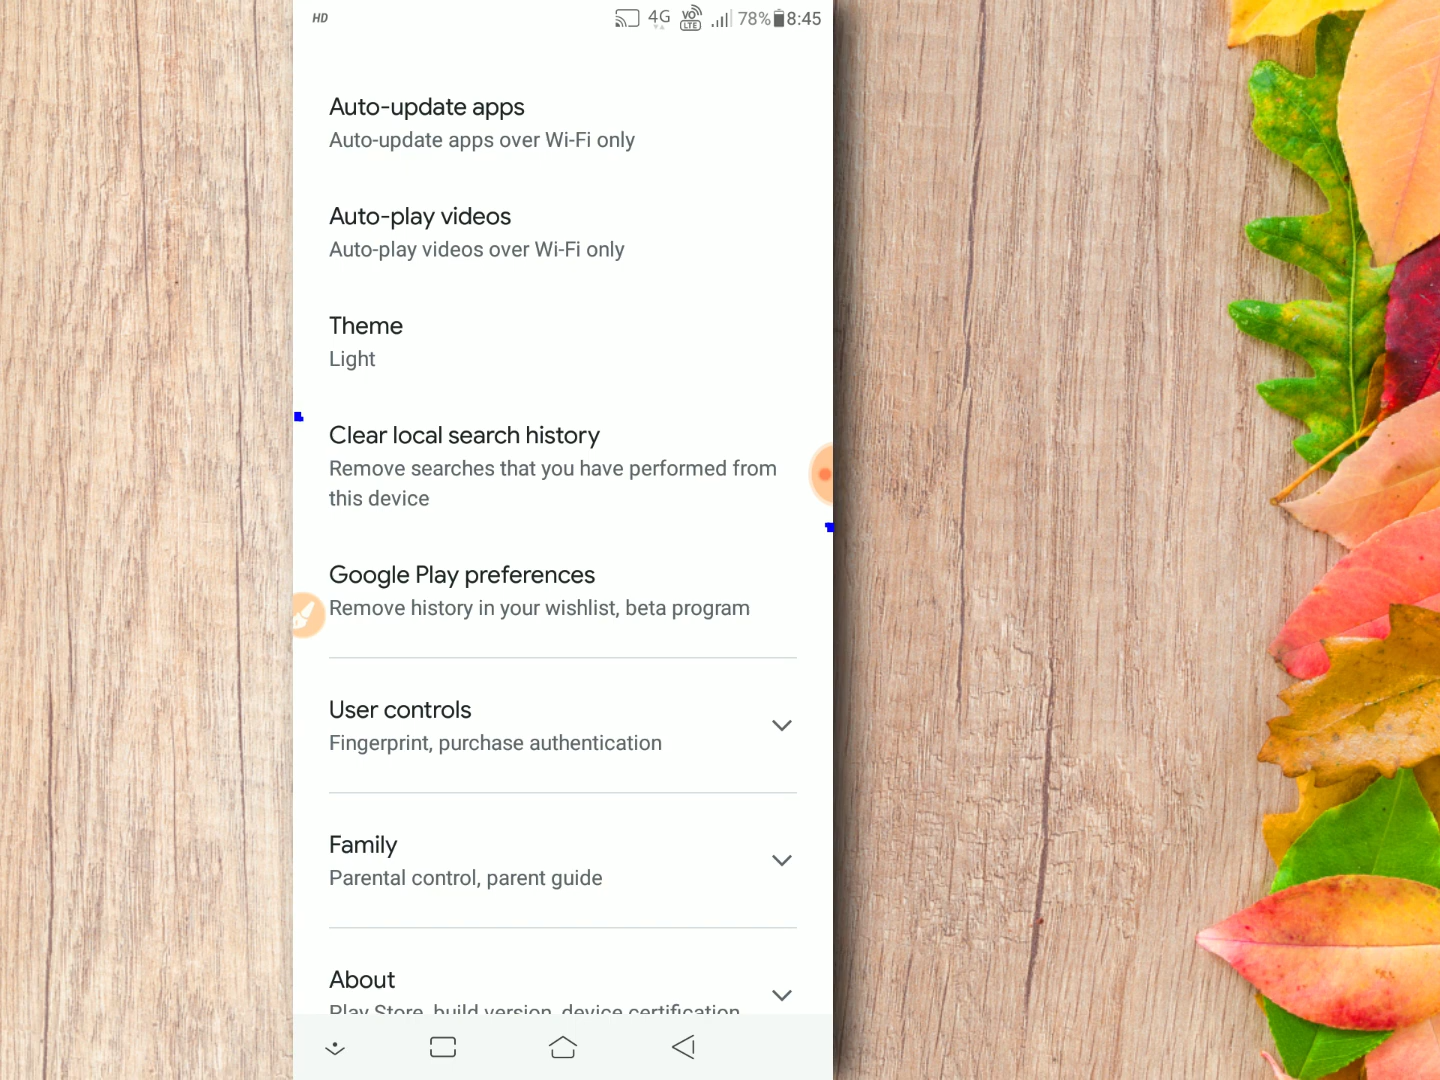 HD 4G VO LTE 78% 8:45
Auto-update apps
Auto-update apps over Wi-Fi only
Auto-play videos
Auto-play videos over Wi-Fi only
Theme
Light
Clear local search history
Remove searches that you have performed from
this device
Google Play preferences
Remove history in your wishlist, beta program
User controls
Fingerprint, purchase authentication
Family
Parental control, parent guide
About
Play Store, build version, device certification